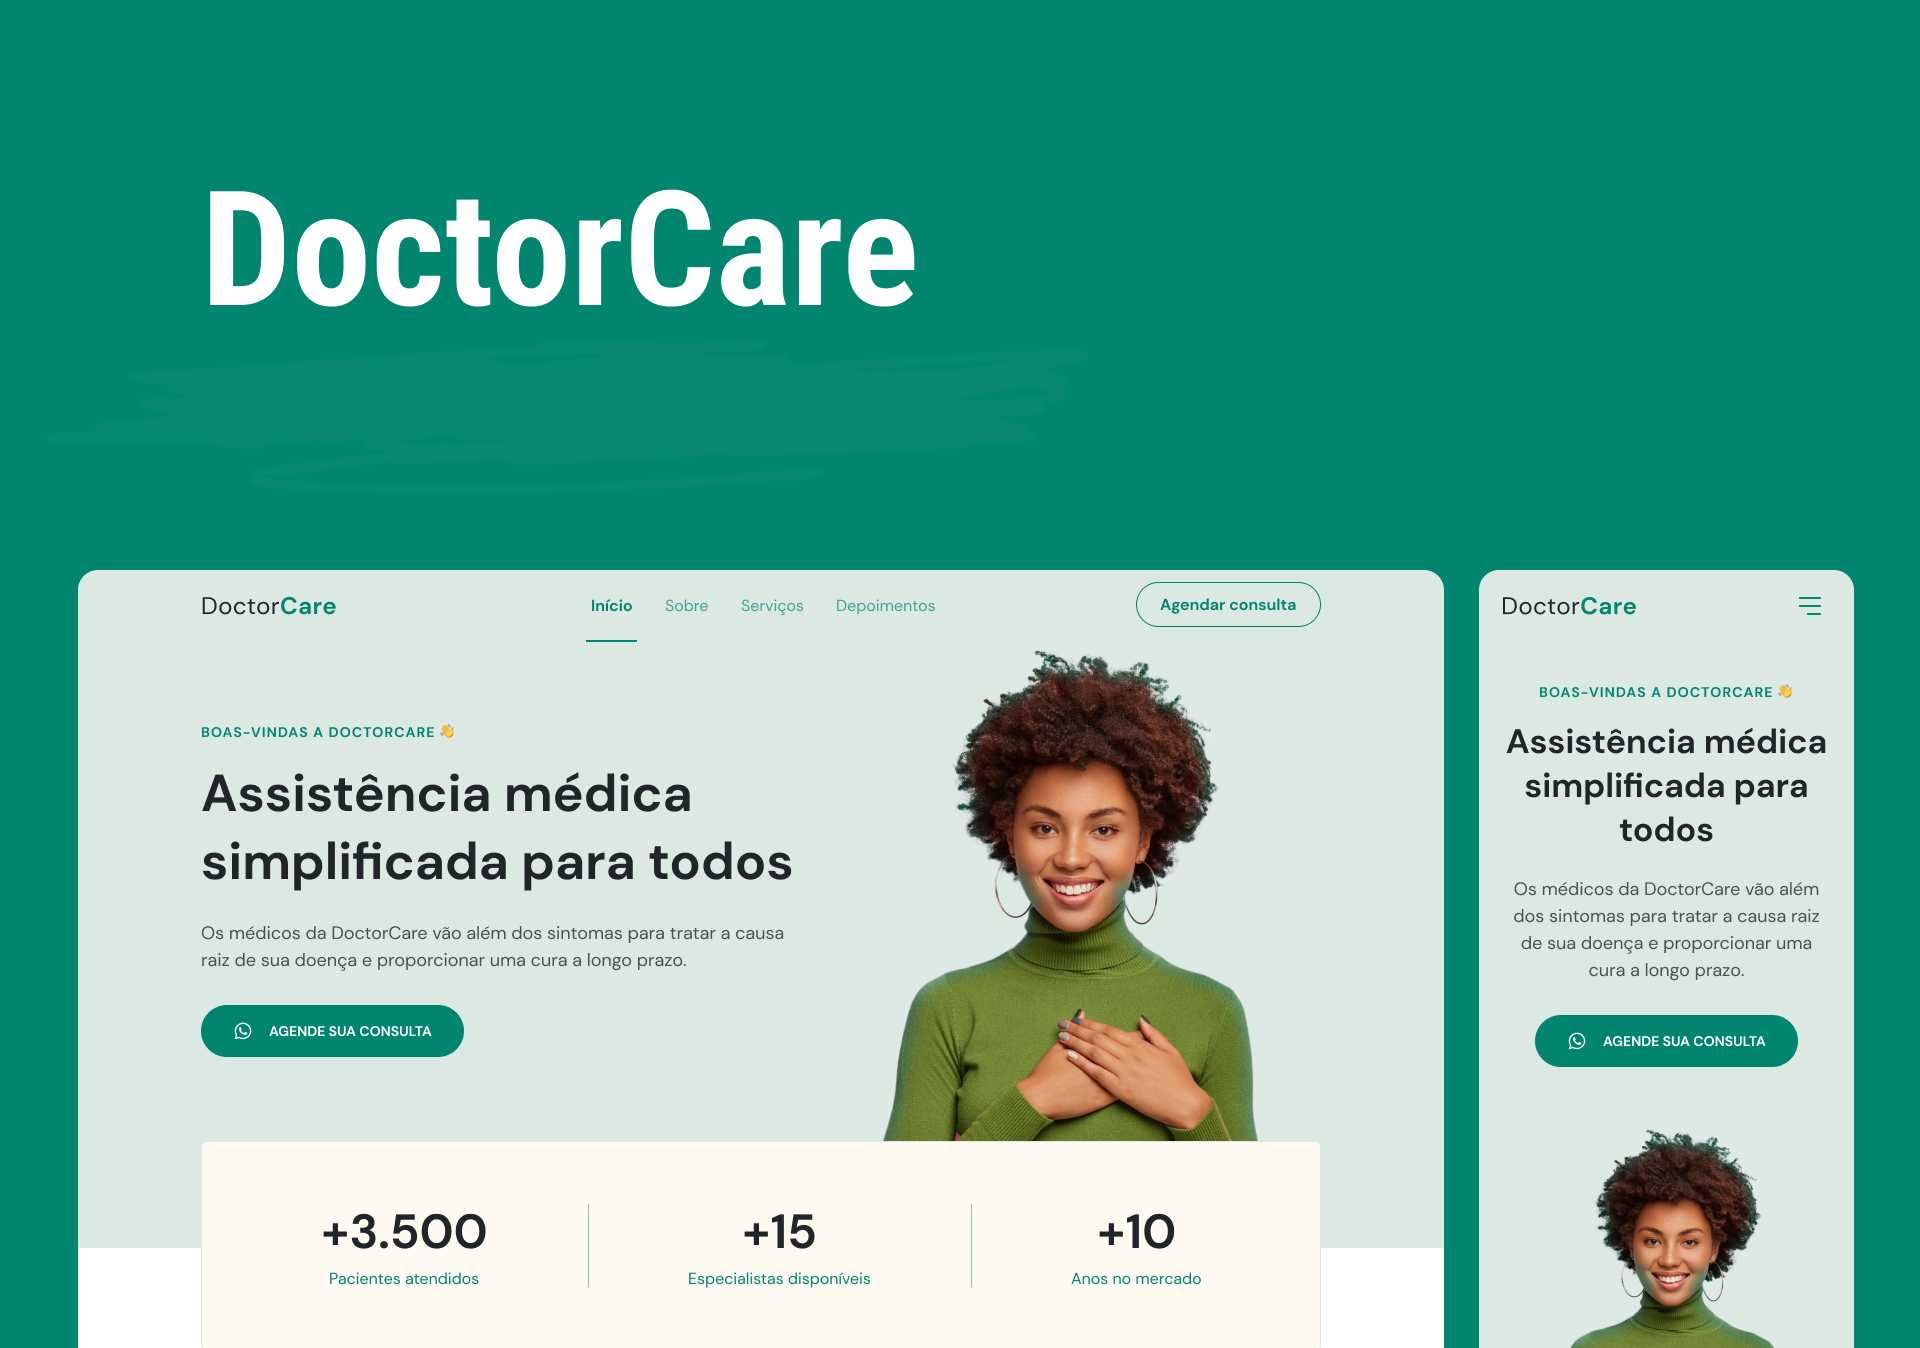 DoctorCare
DoctorCare
Início
Sobre
Serviços
Depoimentos
Agendar consulta
BOAS-VINDAS A DOCTORCARE 👋
Assistência médica
simplificada para todos
Os médicos da DoctorCare vão além dos sintomas para tratar a causa
raiz de sua doença e proporcionar uma cura a longo prazo.
AGENDE SUA CONSULTA
+3.500
Pacientes atendidos
+15
Especialistas disponíveis
+10
Anos no mercado
DoctorCare
BOAS-VINDAS A DOCTORCARE 👋
Assistência médica
simplificada para
todos
Os médicos da DoctorCare vão além
dos sintomas para tratar a causa raiz
de sua doença e proporcionar uma
cura a longo prazo.
AGENDE SUA CONSULTA